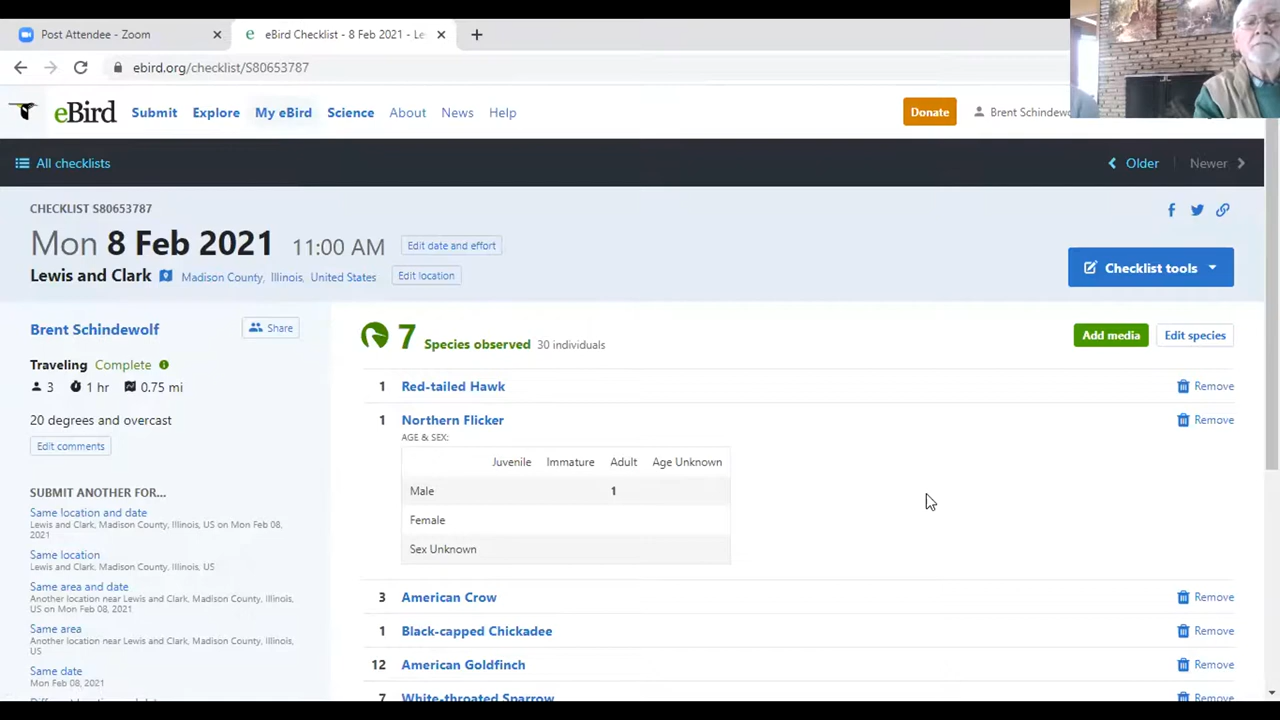 Post Attendee - Zoom
eBird Checklist - 8 Feb 2021 - Le
ebird.org/checklist/S80653787
eBird Submit Explore My eBird Science About News Help Donate Brent Schindewo
All checklists Older Newer
CHECKLIST S80653787
Mon 8 Feb 2021 11:00 AM Edit date and effort
Lewis and Clark Madison County, Illinois, United States Edit location
Checklist tools
Brent Schindewolf Share
Traveling Complete
3 1 hr 0.75 mi
20 degrees and overcast
Edit comments
SUBMIT ANOTHER FOR...
Same location and date
Lewis and Clark, Madison County, Illinois, US on Mon Feb 08,
2021
Same location
Lewis and Clark, Madison County, Illinois, US
Same area and date
Another location near Lewis and Clark, Madison County, Illinois,
US on Mon Feb 08, 2021
Same area
Another location near Lewis and Clark, Madison County, Illinois,
US
Same date
Mon Feb 08, 2021
7 Species observed 30 individuals Add media Edit species
1 Red-tailed Hawk Remove
1 Northern Flicker Remove
AGE & SEX:
Juvenile Immature Adult Age Unknown
Male 1
Female
Sex Unknown
3 American Crow Remove
1 Black-capped Chickadee Remove
12 American Goldfinch Remove
7 White-throated Sparrow Remove